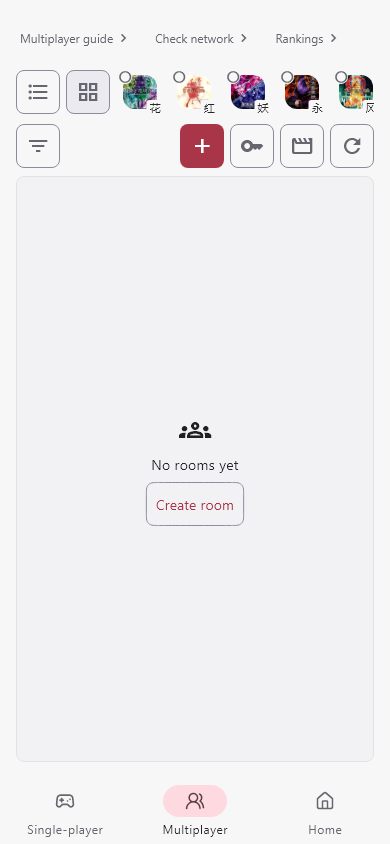 Multiplayer guide Check network Rankings
花 红 妖 永 风
No rooms yet
Create room
Single-player Multiplayer Home